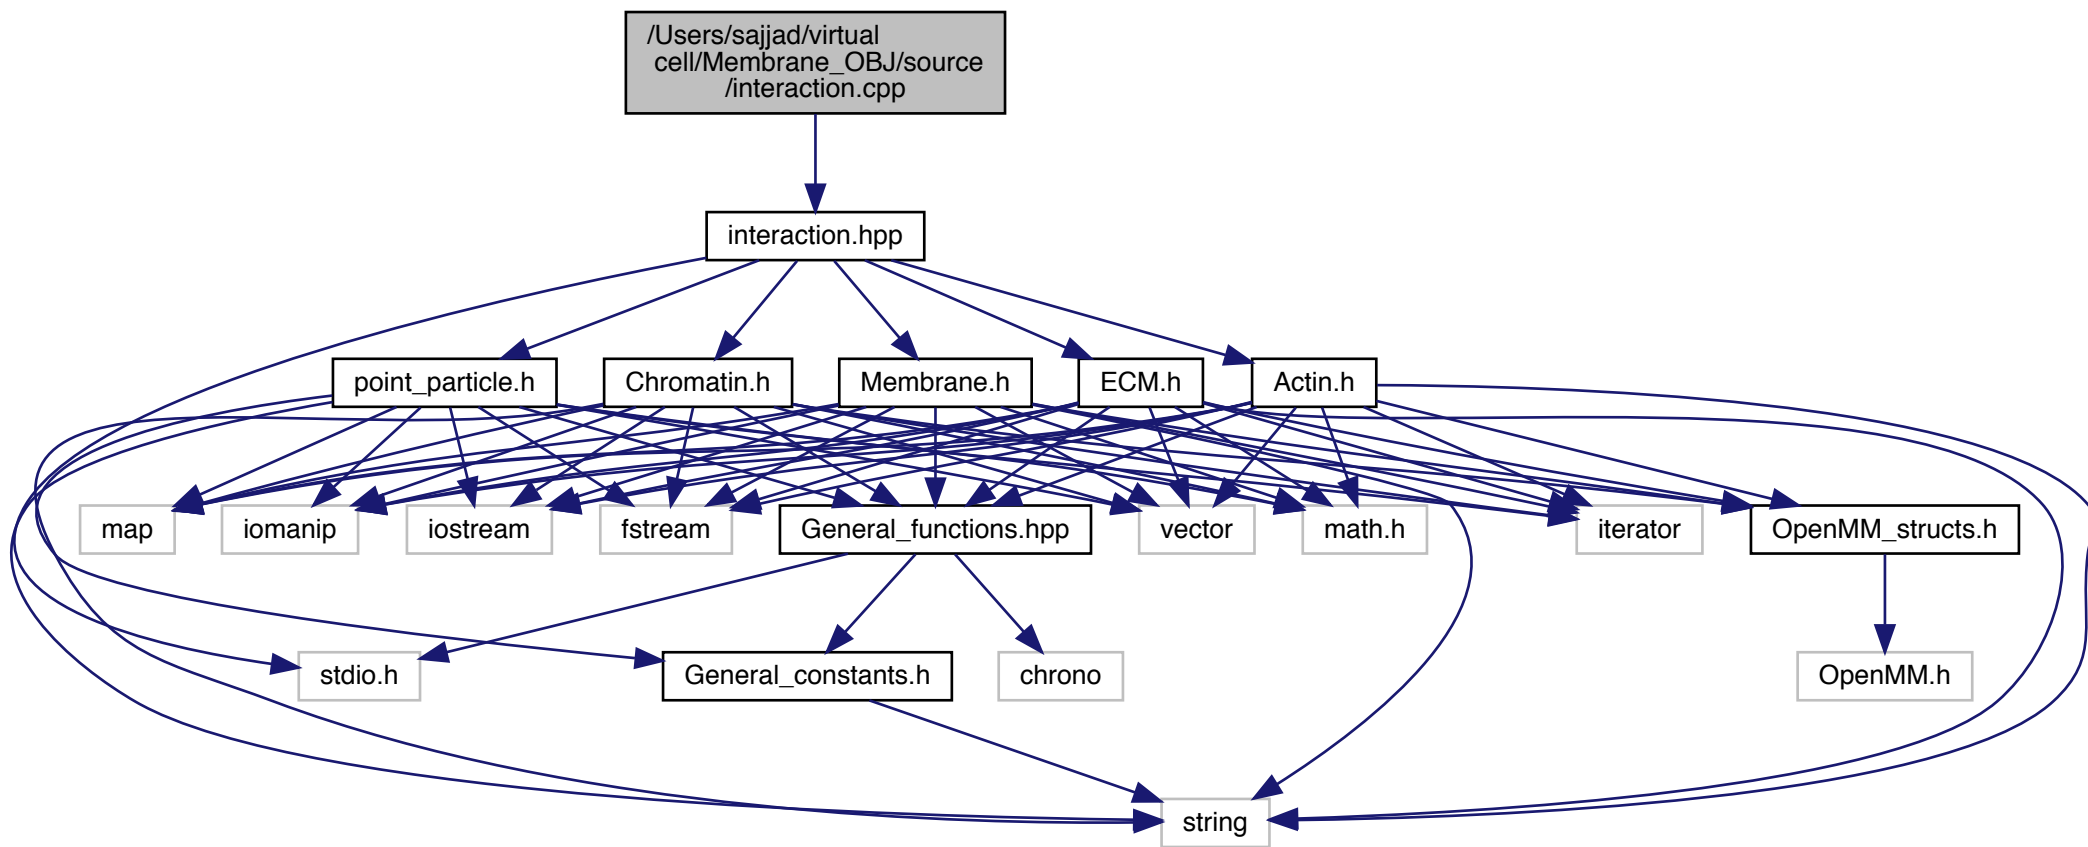 /Users/sajjad/virtual
cell/Membrane_OBJ/source
/interaction.cpp
interaction.hpp
point_particle.h
Chromatin.h
Membrane.h
ECM.h
Actin.h
map
iomanip
iostream
fstream
General_functions.hpp
vector
math.h
iterator
OpenMM_structs.h
stdio.h
General_constants.h
chrono
OpenMM.h
string